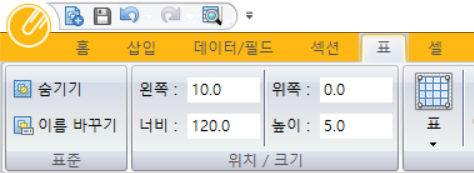 홈 삽입 데이터/필드 섹션 표 셀
숨기기 왼쪽 : 10.0 위쪽 : 0.0
이름 바꾸기 너비 : 120.0 높이 : 5.0
표
표준 위치 / 크기